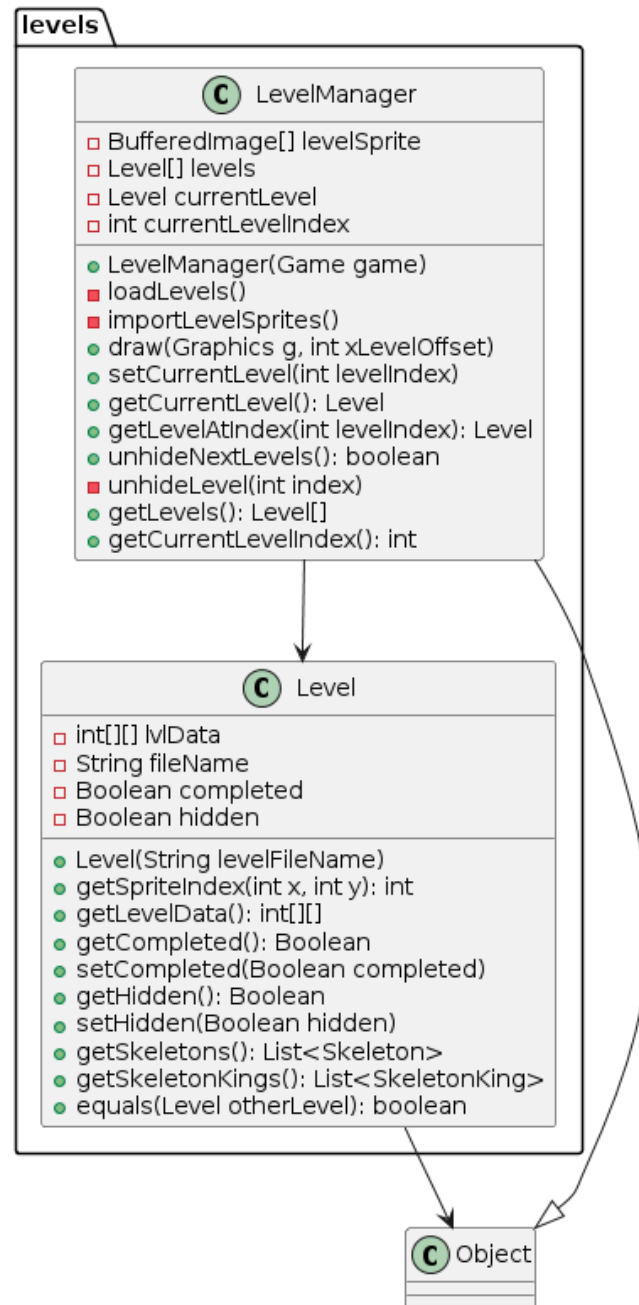 levels
C LevelManager
BufferedImage[] levelSprite
Level[] levels
Level currentLevel
int currentLevelIndex
LevelManager(Game game)
loadLevels()
importLevelSprites()
draw(Graphics g, int xLevelOffset)
setCurrentLevel(int levelIndex)
getCurrentLevel(): Level
getLevelAtIndex(int levelIndex): Level
unhideNextLevels(): boolean
unhideLevel(int index)
getLevels(): Level[]
getCurrentLevelIndex(): int
C Level
int[][] lvlData
String fileName
Boolean completed
Boolean hidden
Level(String levelFileName)
getSpriteIndex(int x, int y): int
getLevelData(): int[][]
getCompleted(): Boolean
setCompleted(Boolean completed)
getHidden(): Boolean
setHidden(Boolean hidden)
getSkeletons(): List<Skeleton>
getSkeletonKings(): List<SkeletonKing>
equals(Level otherLevel): boolean
C Object